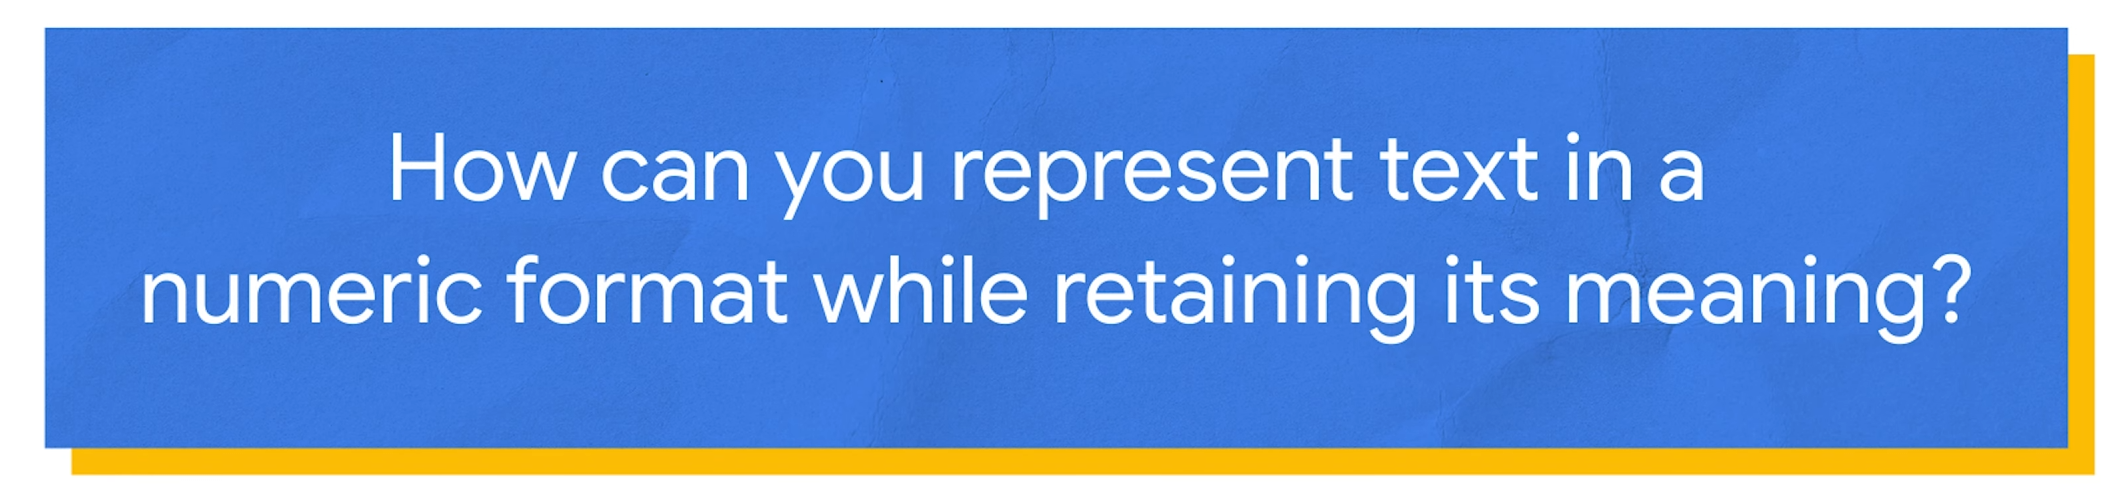 How can you represent text in a
numeric format while retaining its meaning?